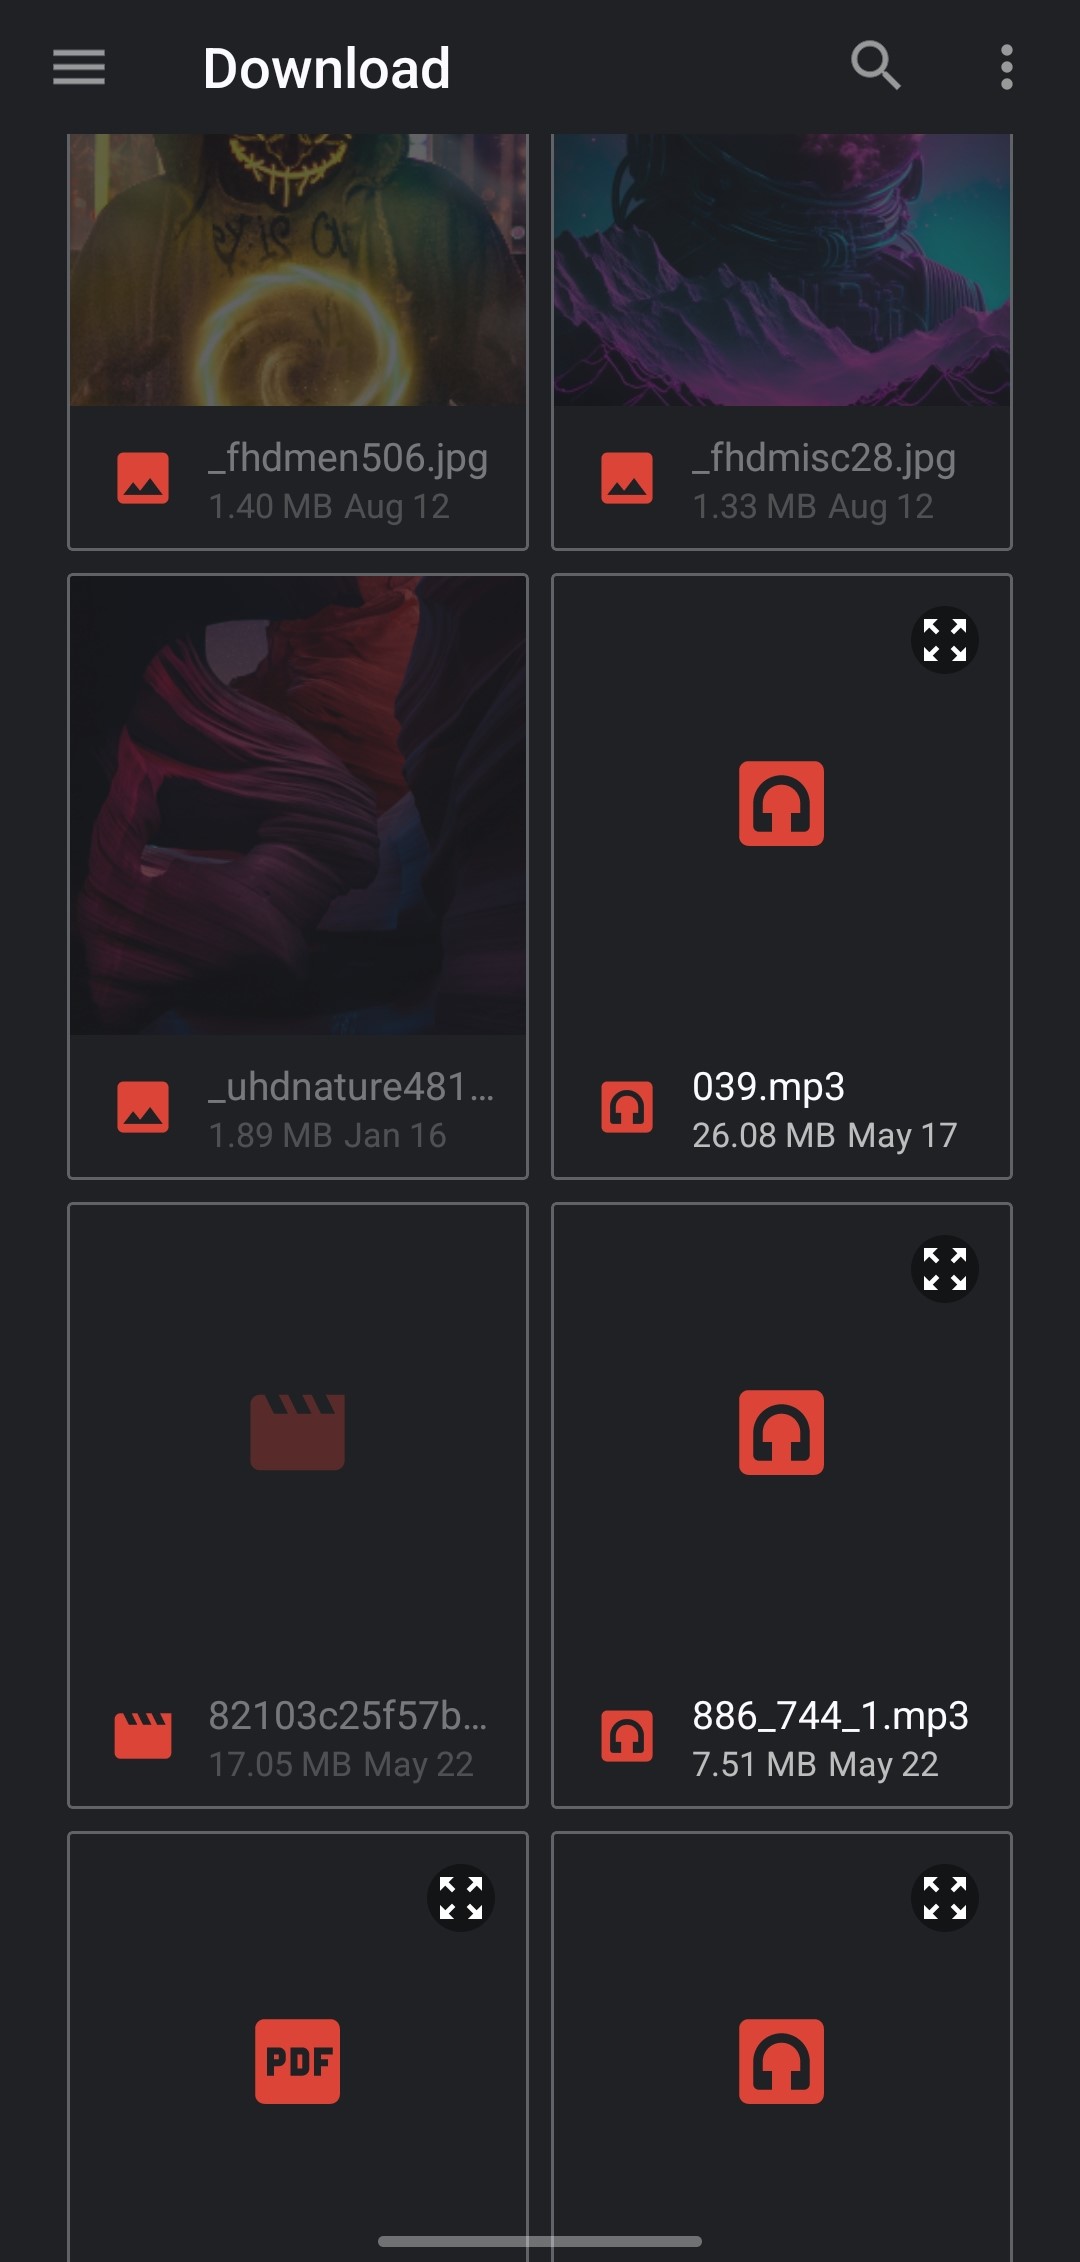 Download
_fhdmen506.jpg
1.40 MB Aug 12
_fhdmisc28.jpg
1.33 MB Aug 12
_uhdnature481…
1.89 MB Jan 16
039.mp3
26.08 MB May 17
82103c25f57b…
17.05 MB May 22
886_744_1.mp3
7.51 MB May 22
PDF